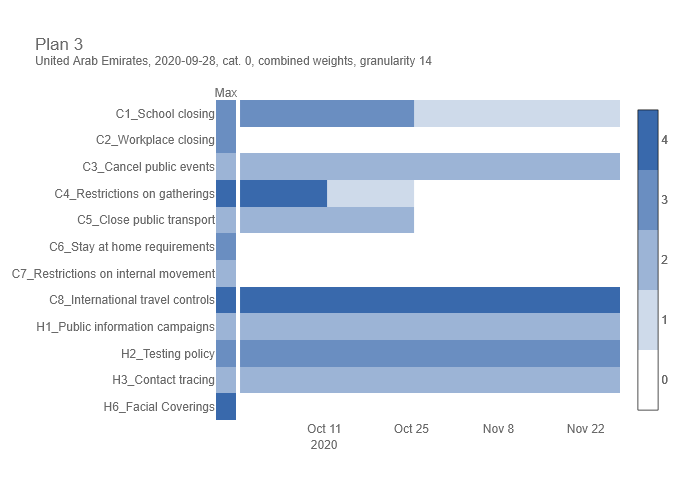 Plan 3
United Arab Emirates, 2020-09-28, cat. 0, combined weights, granularity 14
Max
C1_School closing
C2_Workplace closing
C3_Cancel public events
C4_Restrictions on gatherings
C5_Close public transport
C6_Stay at home requirements
C7_Restrictions on internal movement
C8_International travel controls
H1_Public information campaigns
H2_Testing policy
H3_Contact tracing
H6_Facial Coverings
Oct 11 Oct 25 Nov 8 Nov 22
2020
4
3
2
1
0